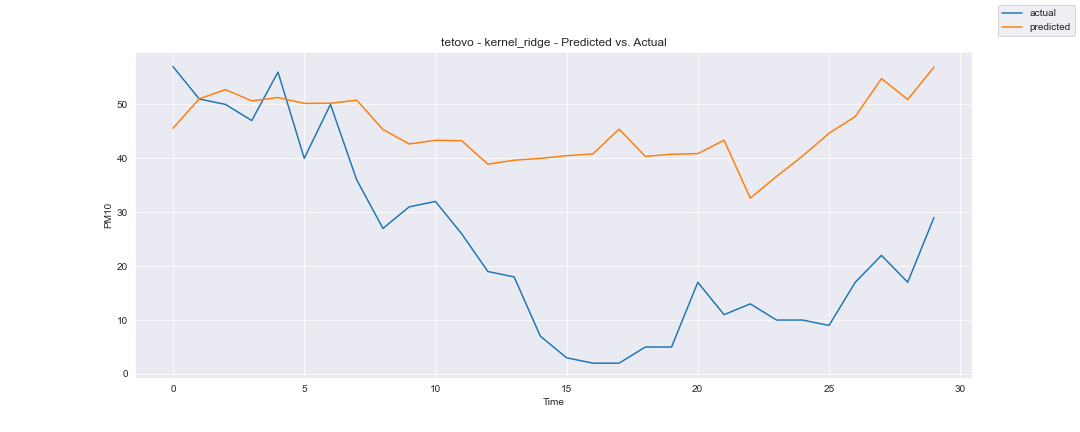 actual
predicted
tetovo - kernel_ridge - Predicted vs. Actual
PM10
50
40
30
20
10
0
0 5 10 15 20 25 30
Time